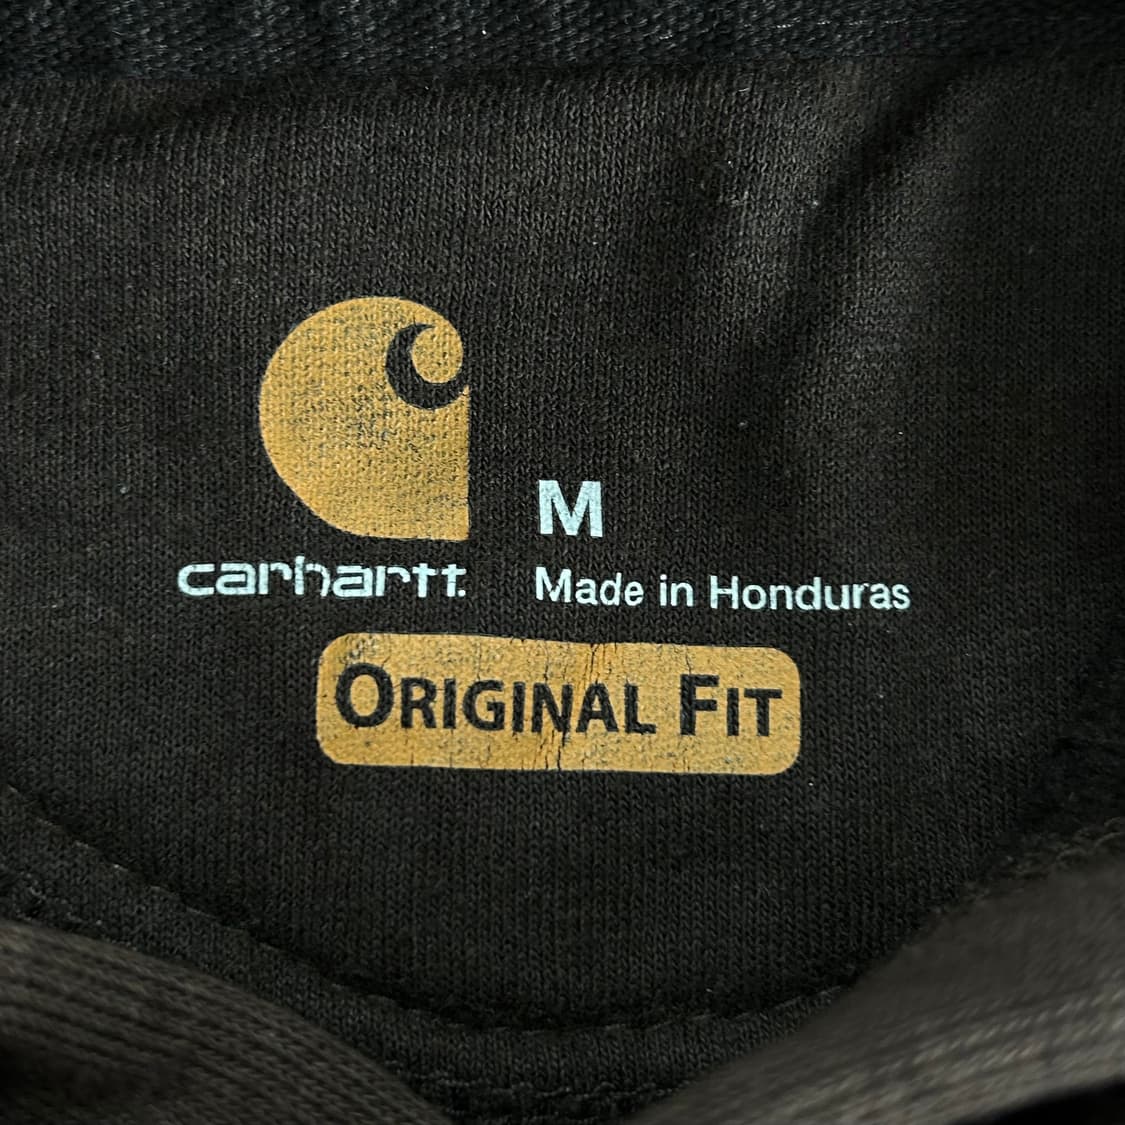 M
carhartt.
Made in Honduras
ORIGINAL FIT